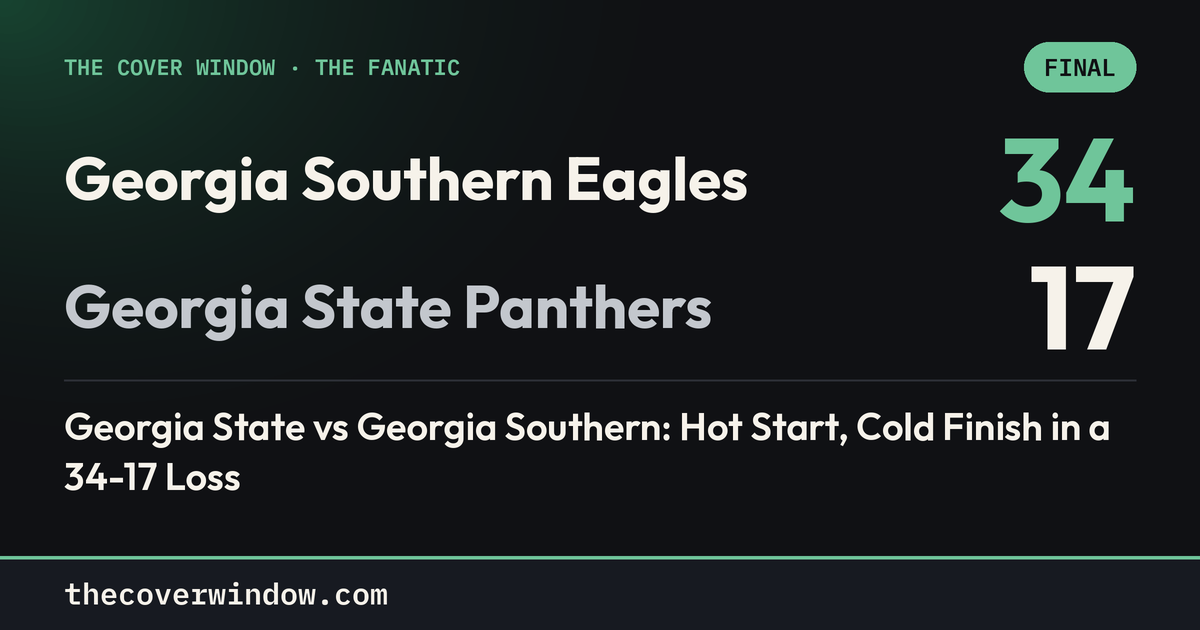 THE COVER WINDOW · THE FANATIC
FINAL
Georgia Southern Eagles
34
Georgia State Panthers
17
Georgia State vs Georgia Southern: Hot Start, Cold Finish in a
34-17 Loss
thecoverwindow.com